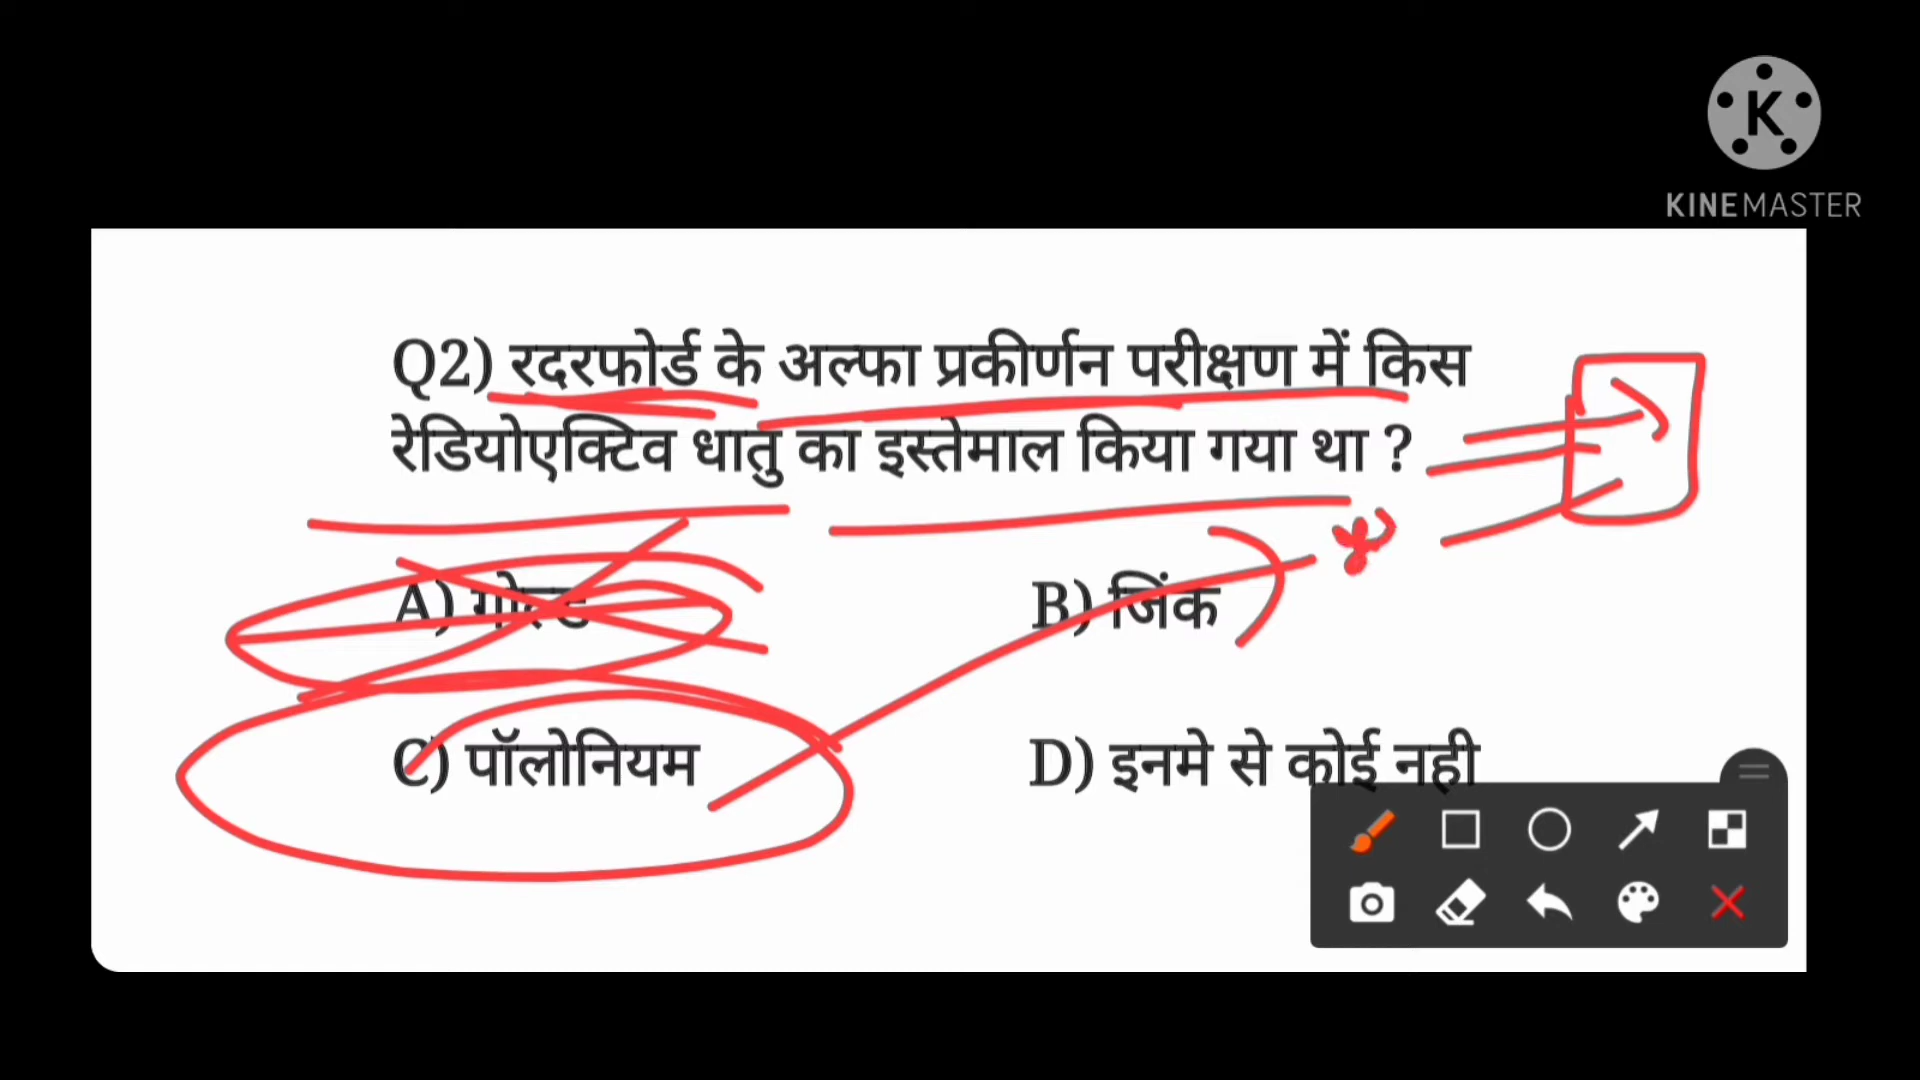 K
KINEMASTER
Q2) रदरफोर्ड के अल्फा प्रकीर्णन परीक्षण में किस
रेडियोएक्टिव धातु का इस्तेमाल किया गया था ?
A) गोल्ड
B) जिंक
C) पॉलोनियम
D) इनमे से कोई नही